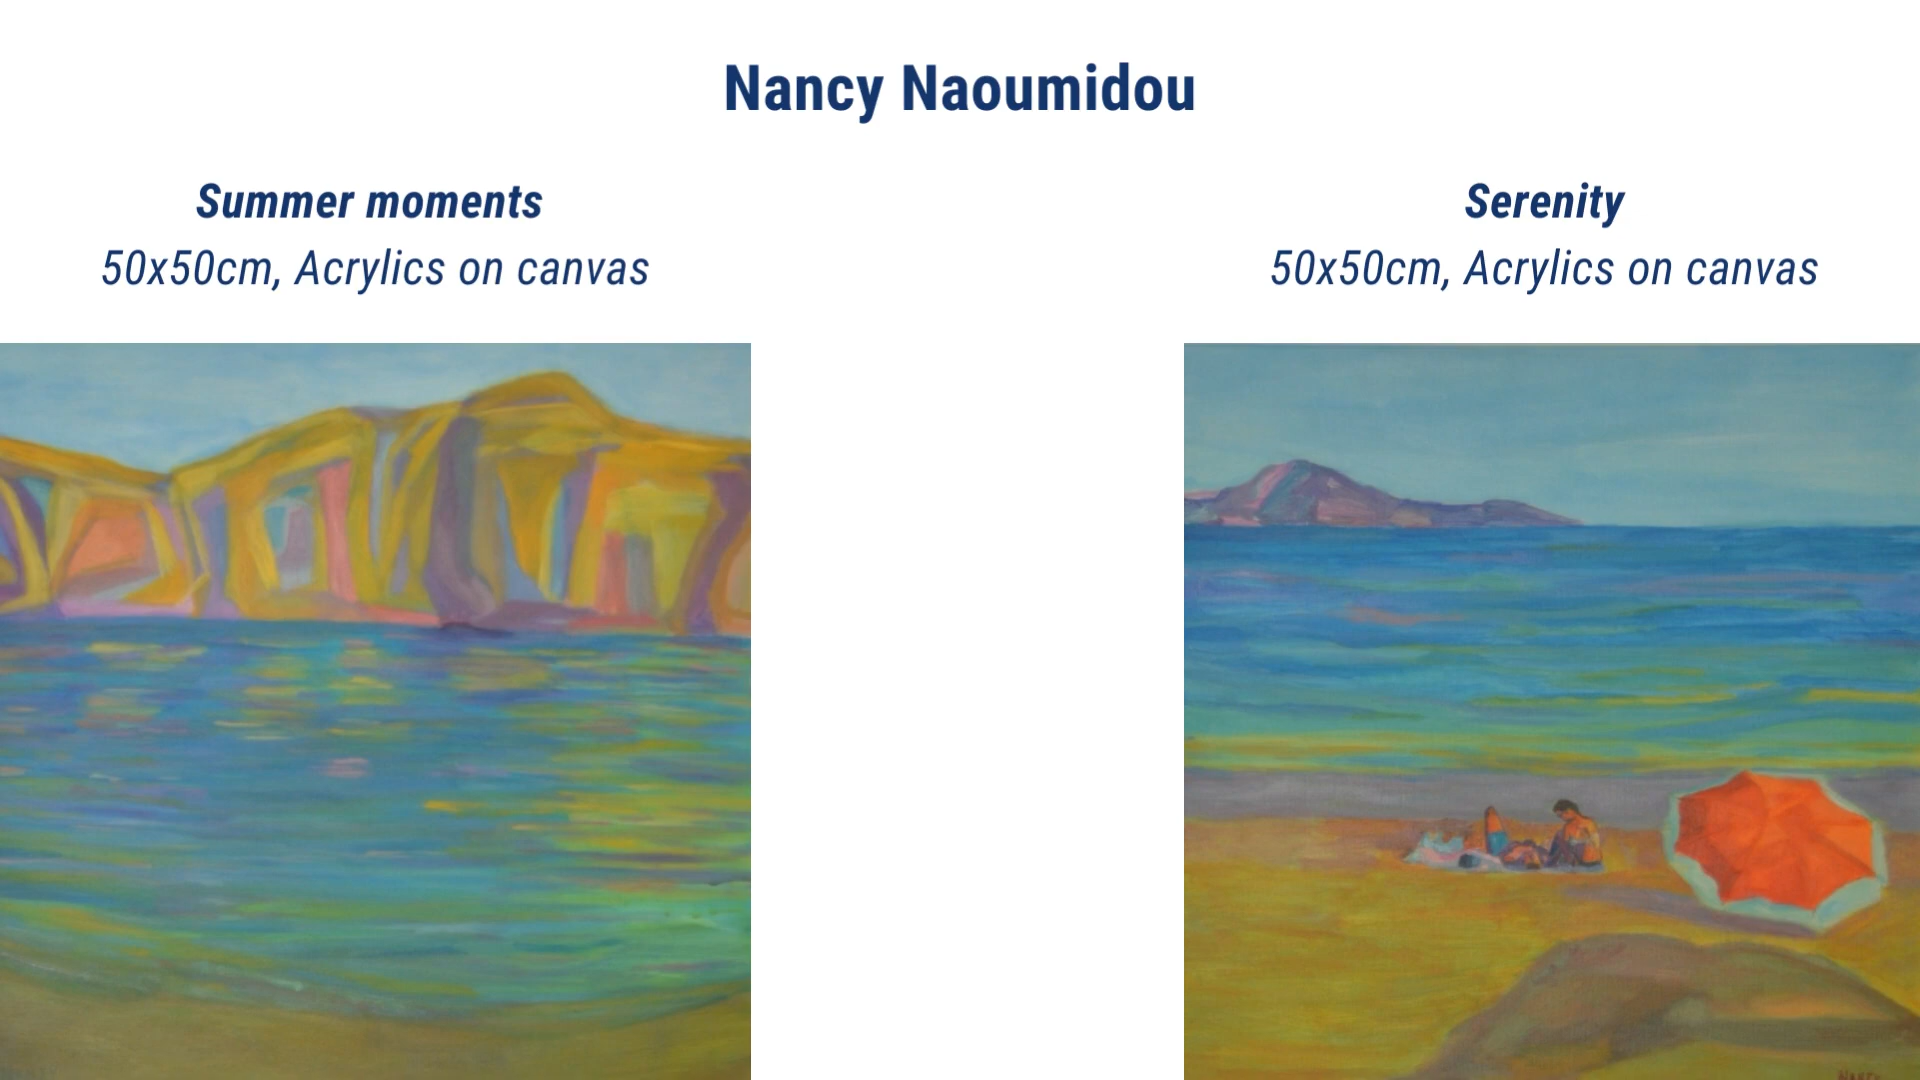 Nancy Naoumidou
Summer moments
50x50cm, Acrylics on canvas
Serenity
50x50cm, Acrylics on canvas